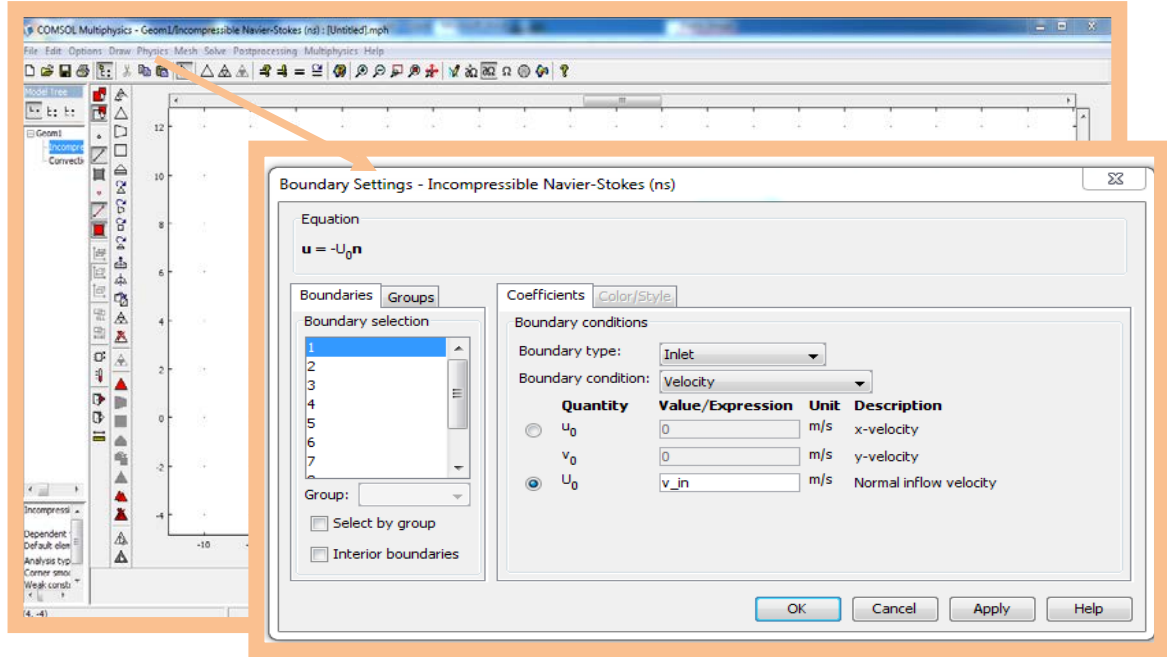 COMSOL Multiphysics - Geom1/Incompressible Navier-Stokes (ns) : [Untitled].mph
File Edit Options Draw Physics Mesh Solve Postprocessing Multiphysics Help
Model Tree
Geom1
Incompre
Convecti
12
10
8
6
4
2
0
-2
-4
-10
Incompressi
Dependent
Default elem
Analysis typ
Corner smo
Weak consti
(4, -4)
Boundary Settings - Incompressible Navier-Stokes (ns)
Equation
u = -U₀n
Boundaries Groups
Boundary selection
1
2
3
4
5
6
7
Group:
Select by group
Interior boundaries
Coefficients Color/Style
Boundary conditions
Boundary type: Inlet
Boundary condition: Velocity
Quantity Value/Expression Unit Description
u₀ 0 m/s x-velocity
v₀ 0 m/s y-velocity
U₀ v_in m/s Normal inflow velocity
OK Cancel Apply Help